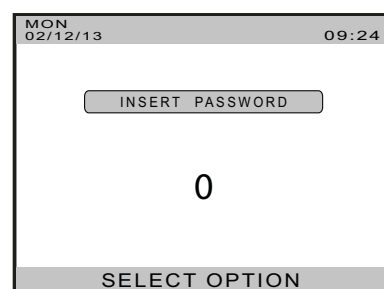 MON
02/12/13 09:24
INSERT PASSWORD
0
SELECT OPTION